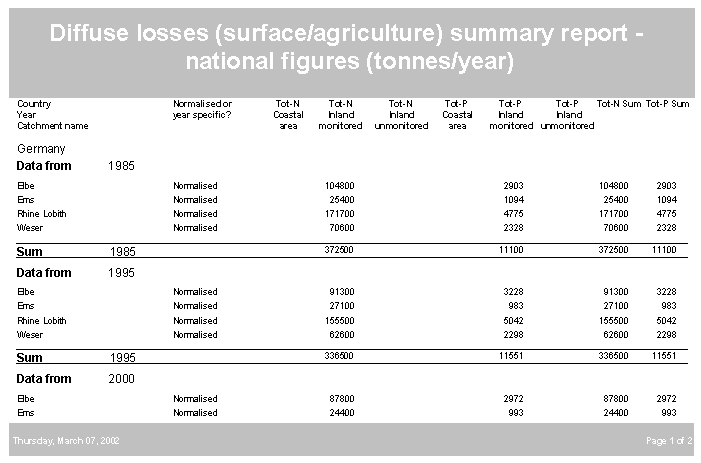 Diffuse losses (surface/agriculture) summary report -
national figures (tonnes/year)
Country Normalised or Tot-N Tot-N Tot-N Tot-P Tot-P Tot-P Tot-N Sum Tot-P Sum
Year year specific? Coastal Inland Inland Coastal Inland Inland
Catchment name area monitored unmonitored area monitored unmonitored
Germany
Data from 1985
Elbe Normalised 104800 2903 104800 2903
Ems Normalised 25400 1094 25400 1094
Rhine Lobith Normalised 171700 4775 171700 4775
Weser Normalised 70600 2328 70600 2328
Sum 1985 372500 11100 372500 11100
Data from 1995
Elbe Normalised 91300 3228 91300 3228
Ems Normalised 27100 983 27100 983
Rhine Lobith Normalised 155500 5042 155500 5042
Weser Normalised 62600 2298 62600 2298
Sum 1995 336500 11551 336500 11551
Data from 2000
Elbe Normalised 87800 2972 87800 2972
Ems Normalised 24400 993 24400 993
Thursday, March 07, 2002 Page 1 of 2